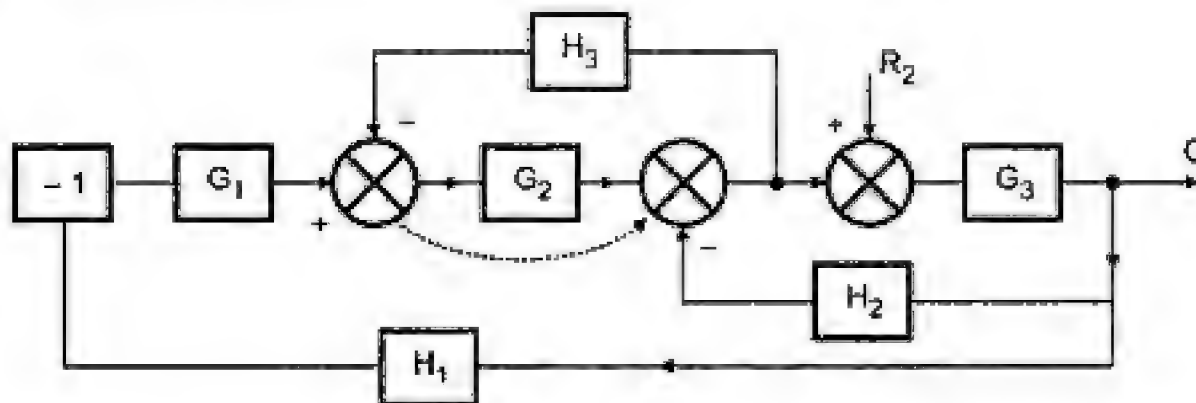 H₃
R₂
−
+
C
− 1
G₁
G₂
G₃
+
−
H₂
H₁